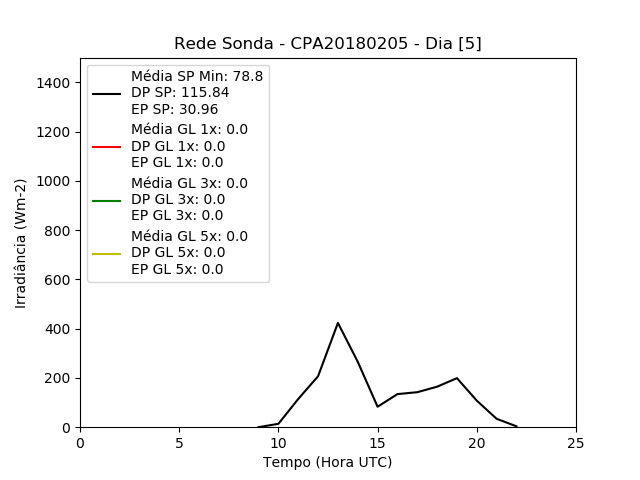 Rede Sonda - CPA20180205 - Dia [5]
Média SP Min: 78.8
DP SP: 115.84
EP SP: 30.96
Média GL 1x: 0.0
DP GL 1x: 0.0
EP GL 1x: 0.0
Média GL 3x: 0.0
DP GL 3x: 0.0
EP GL 3x: 0.0
Média GL 5x: 0.0
DP GL 5x: 0.0
EP GL 5x: 0.0
Irradiância (Wm-2)
1400
1200
1000
800
600
400
200
0
0 5 10 15 20 25
Tempo (Hora UTC)